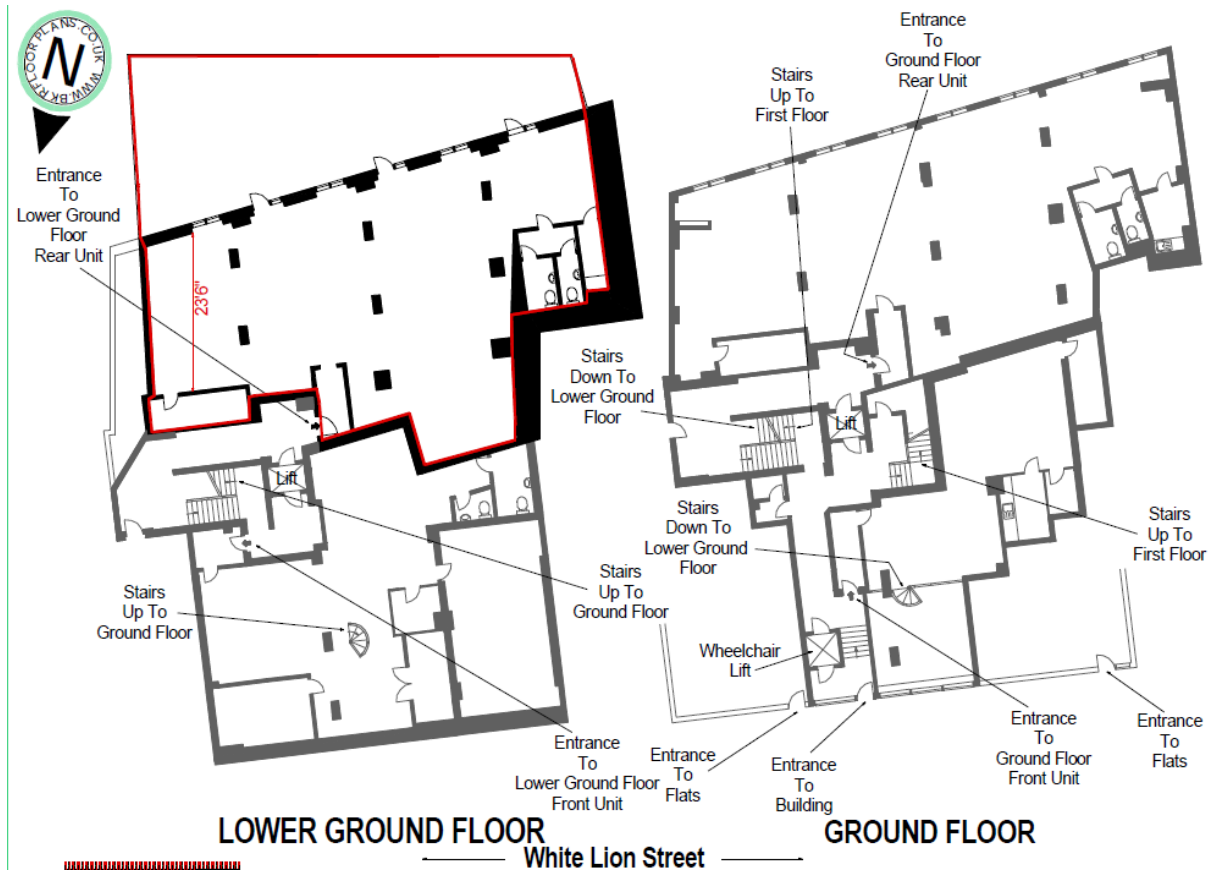 WWW.BKRFLOORPLANS.CO.UK
N
Entrance
To
Lower Ground
Floor
Rear Unit
23'6"
Lift
Stairs
Up To
Ground Floor
Stairs
Up To
Ground Floor
Entrance
To
Lower Ground Floor
Front Unit
LOWER GROUND FLOOR
Stairs
Up To
First Floor
Entrance
To
Ground Floor
Rear Unit
Stairs
Down To
Lower Ground
Floor
Lift
Stairs
Down To
Lower Ground
Floor
Stairs
Up To
First Floor
Wheelchair
Lift
Entrance
To
Flats
Entrance
To
Building
Entrance
To
Ground Floor
Front Unit
Entrance
To
Flats
GROUND FLOOR
White Lion Street